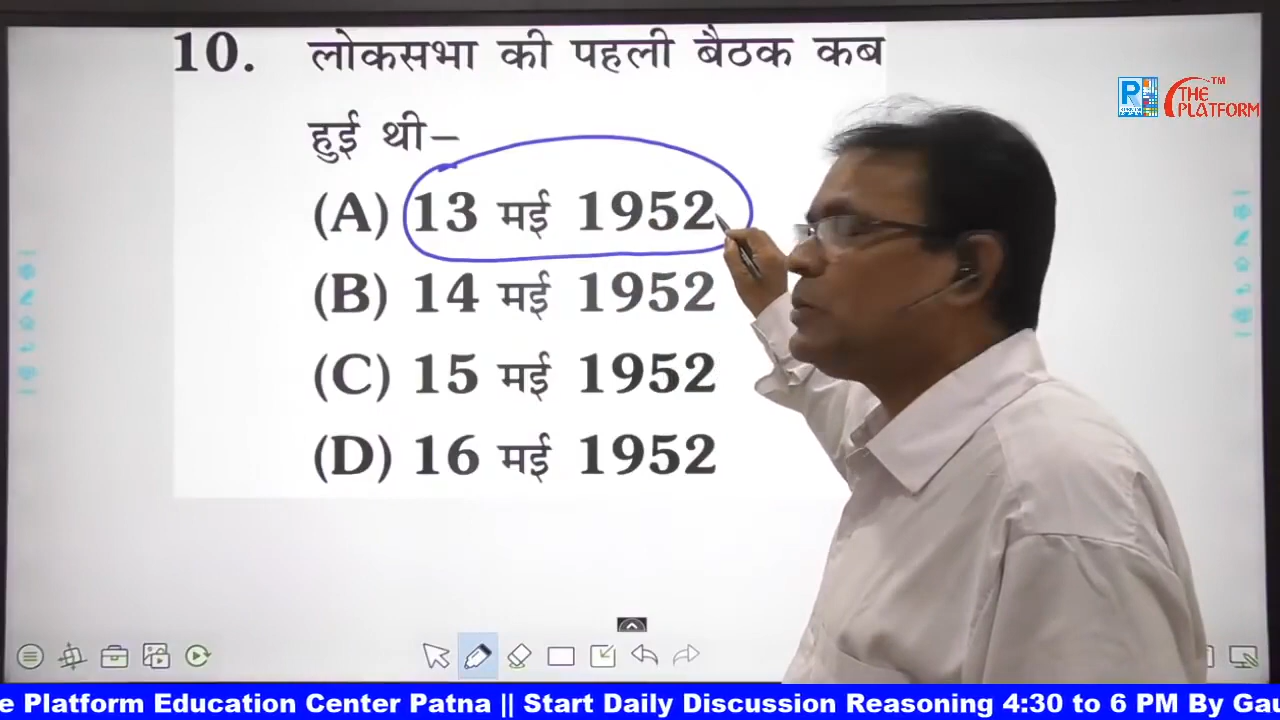 10. लोकसभा की पहली बैठक कब
हुई थी–
(A) 13 मई 1952
(B) 14 मई 1952
(C) 15 मई 1952
(D) 16 मई 1952
R
THE
PLATFORM
TM
e Platform Education Center Patna || Start Daily Discussion Reasoning 4:30 to 6 PM By Gau